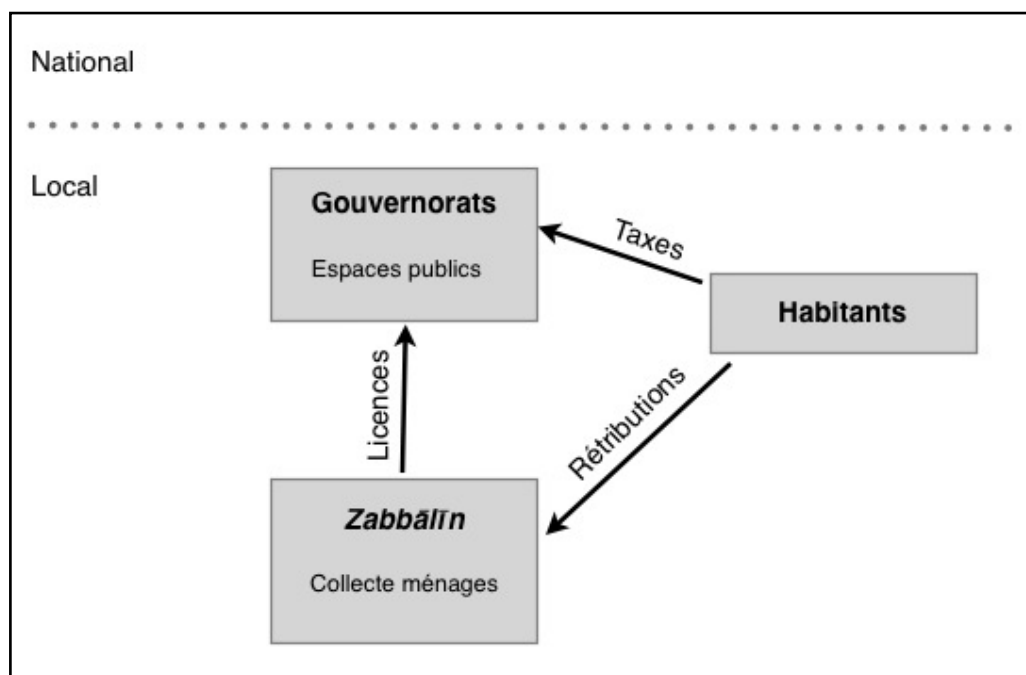 National
Local
Gouvernorats
Espaces publics
Taxes
Habitants
Licences
Rétributions
Zabbālīn
Collecte ménages